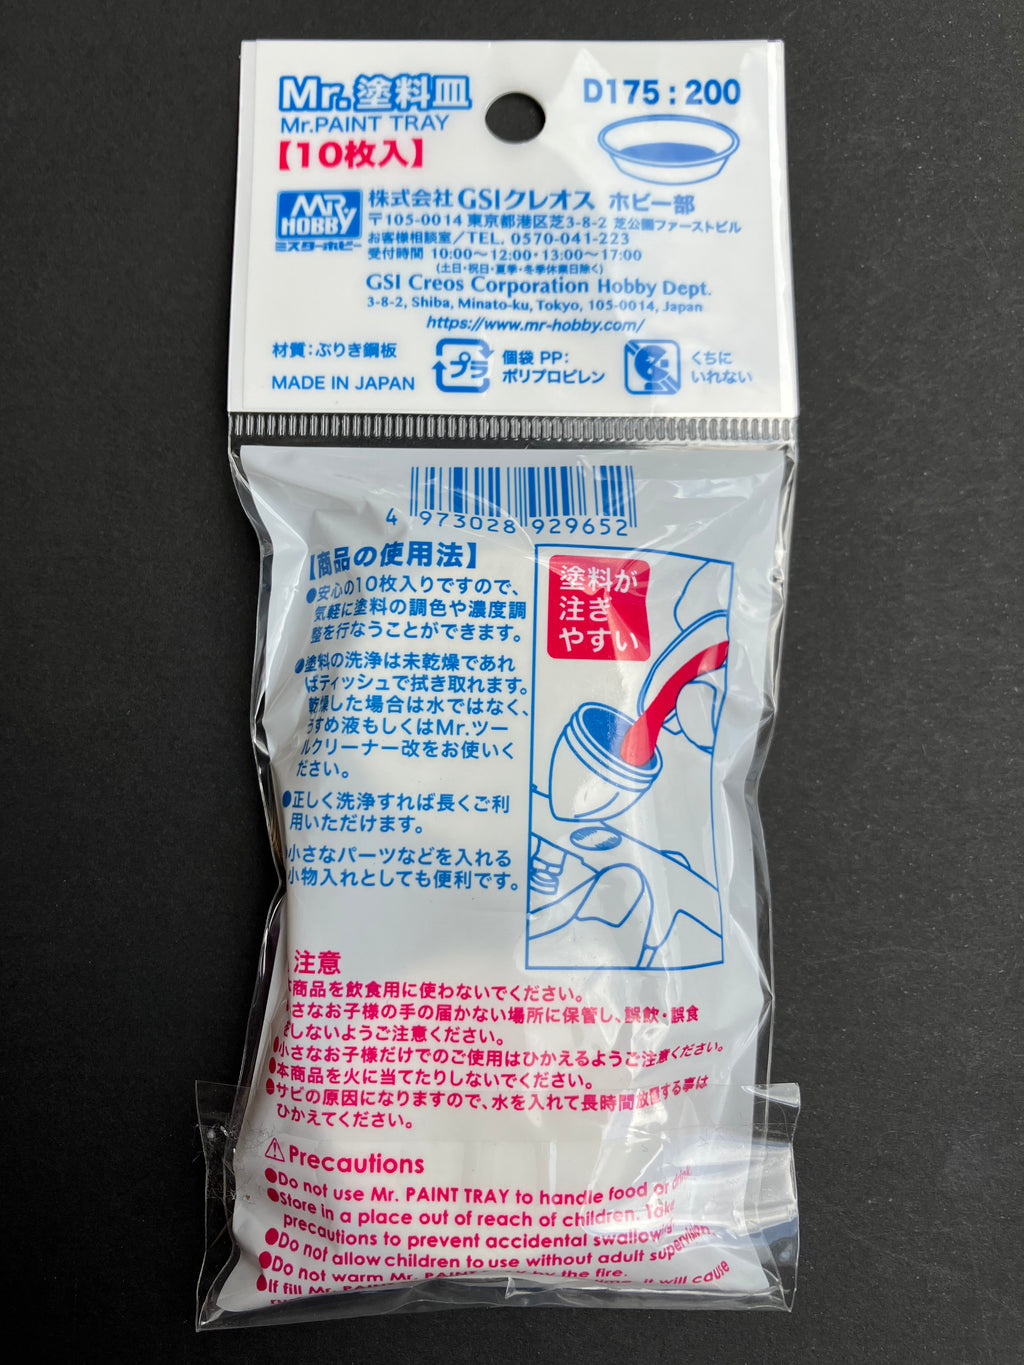 Mr.塗料皿
Mr.PAINT TRAY
【10枚入】
D175:200
MR
HOBBY
ミスターホビー
株式会社 GSIクレオス ホビー部
〒105-0014 東京都港区芝3-8-2 芝公園ファーストビル
お客様相談室/TEL. 0570-041-223
受付時間 10:00〜12:00・13:00〜17:00
(土日・祝日・夏季・冬季休業日除く)
GSI Creos Corporation Hobby Dept.
3-8-2, Shiba, Minato-ku, Tokyo, 105-0014, Japan
https://www.mr-hobby.com/
材質:ぶりき鋼板
MADE IN JAPAN
プラ
個袋 PP:
ポリプロピレン
くちに
いれない
4 973028 929652
【商品の使用法】
●安心の10枚入りですので、
気軽に塗料の調色や濃度調
整を行なうことができます。
●塗料の洗浄は未乾燥であれ
ばティッシュで拭き取れます。
乾燥した場合は水ではなく、
うすめ液もしくはMr.ツー
ルクリーナー改をお使いく
ださい。
●正しく洗浄すれば長くご利
用いただけます。
●小さなパーツなどを入れる
小物入れとしても便利です。
塗料が
注ぎ
やすい
注意
本商品を飲食用に使わないでください。
さなお子様の手の届かない場所に保管し、誤飲・誤食
をしないようご注意ください。
●小さなお子様だけでのご使用はひかえるようご注意ください。
●本商品を火に当てたりしないでください。
●サビの原因になりますので、水を入れて長時間放置する事は
ひかえてください。
⚠Precautions
●Do not use Mr. PAINT TRAY to handle food or drink
●Store in a place out of reach of children. Take
precautions to prevent accidental swallowing
●Do not allow children to use without adult supervision.
●Do not warm Mr. PAINT TRAY by the fire.
●If fill Mr. PAINT time, it will cause